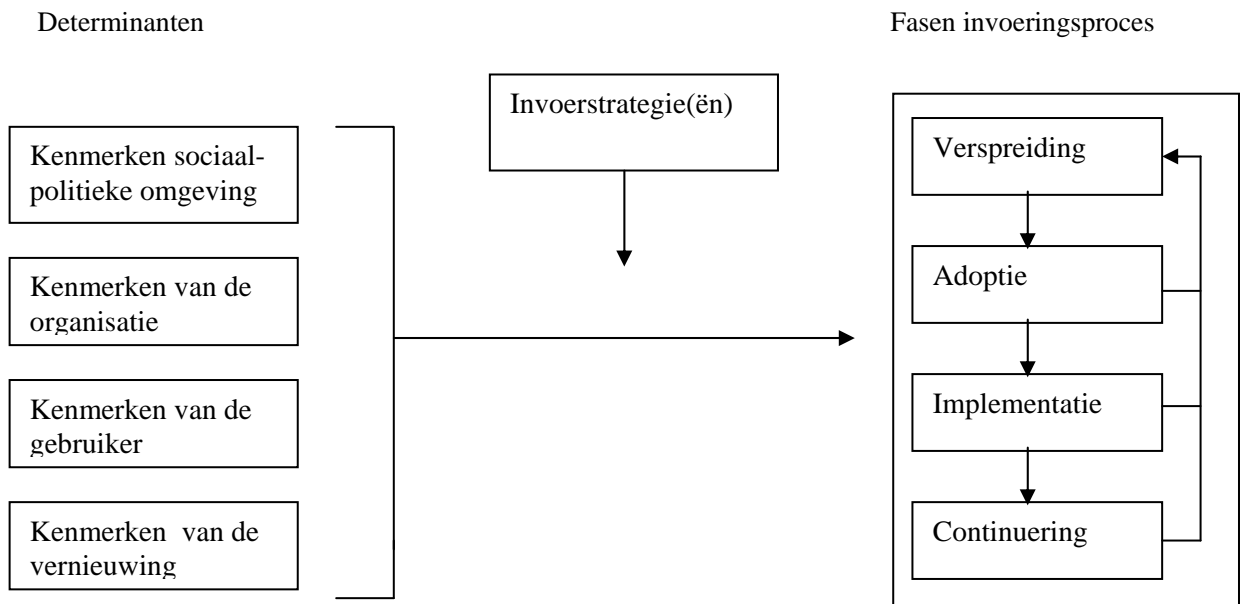 Determinanten
Fasen invoeringsproces
Invoerstrategie(ën)
Kenmerken sociaal-
politieke omgeving
Kenmerken van de
organisatie
Kenmerken van de
gebruiker
Kenmerken van de
vernieuwing
Verspreiding
Adoptie
Implementatie
Continuering